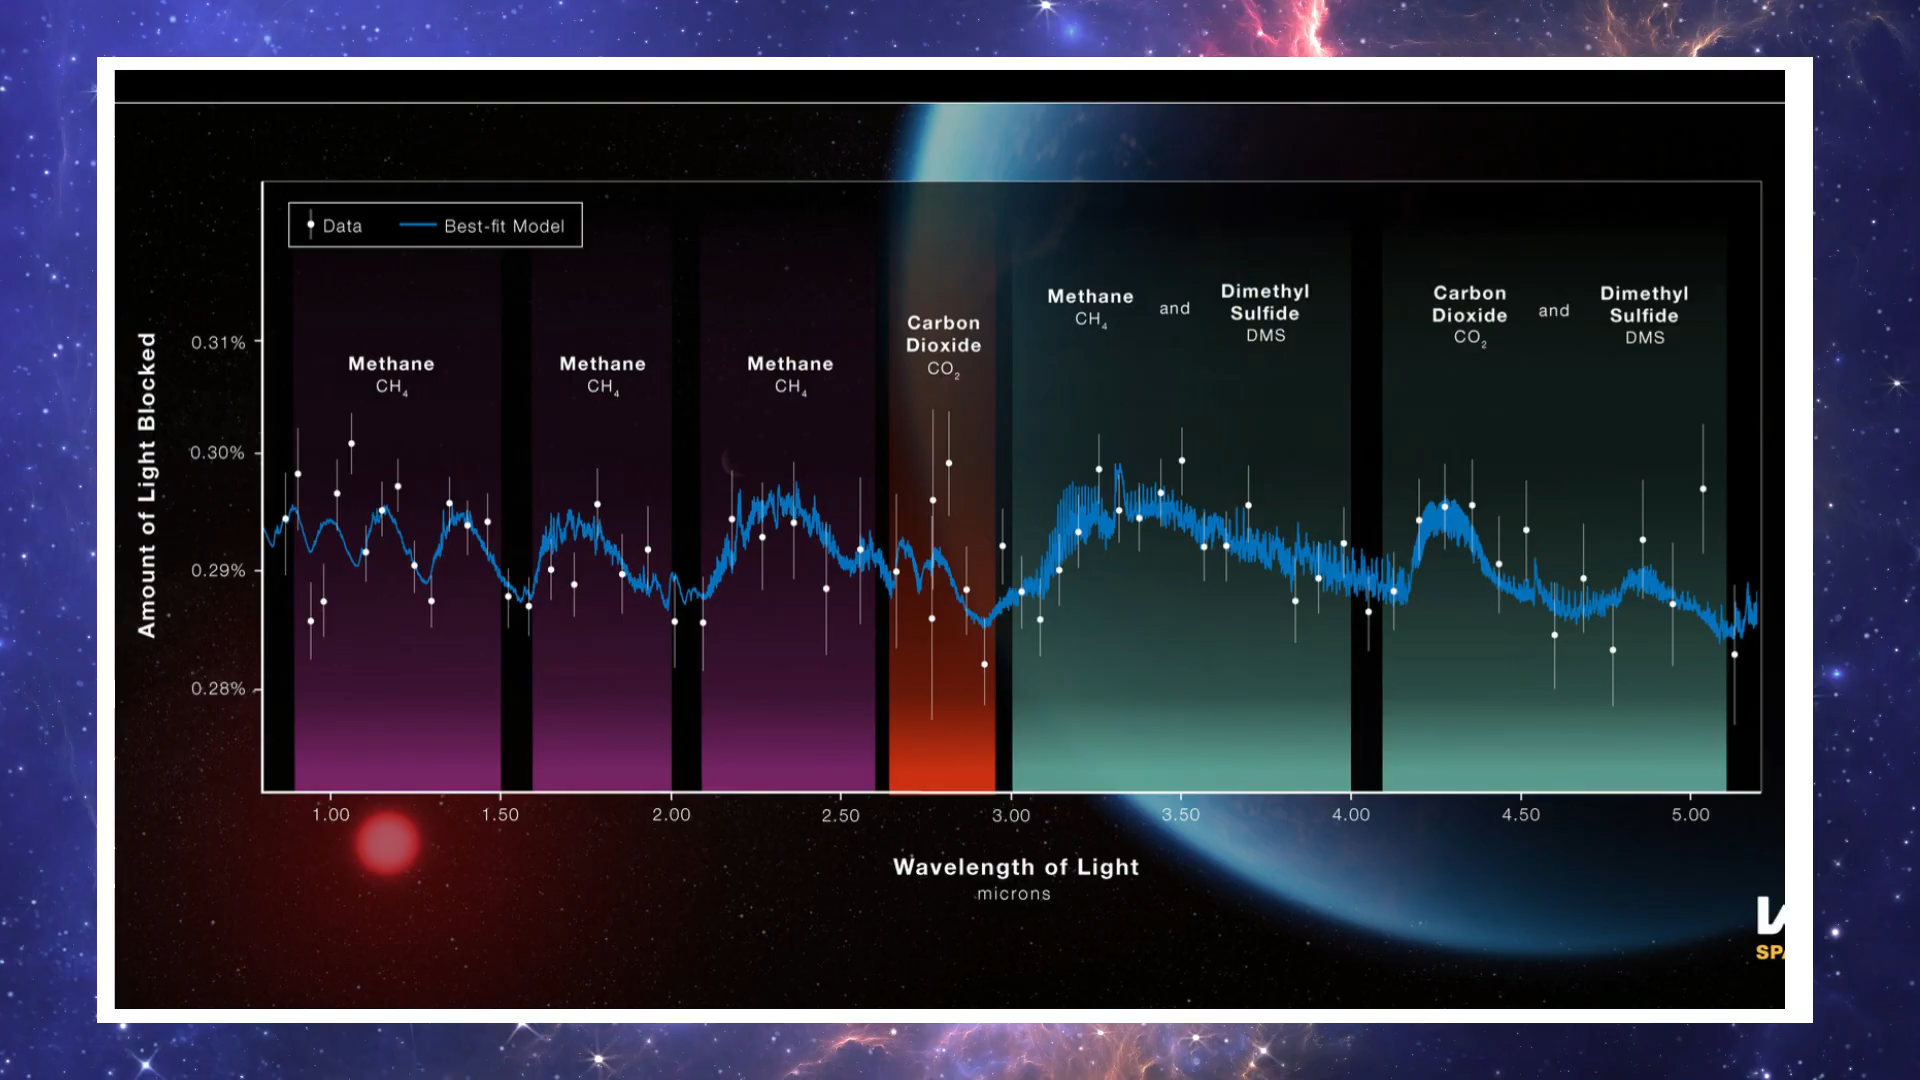 Data
Best-fit Model
Amount of Light Blocked
0.31%
0.30%
0.29%
0.28%
Methane
CH₄
Methane
CH₄
Methane
CH₄
Carbon
Dioxide
CO₂
Methane
CH₄
and
Dimethyl
Sulfide
DMS
Carbon
Dioxide
CO₂
and
Dimethyl
Sulfide
DMS
1.00 1.50 2.00 2.50 3.00 3.50 4.00 4.50 5.00
Wavelength of Light
microns